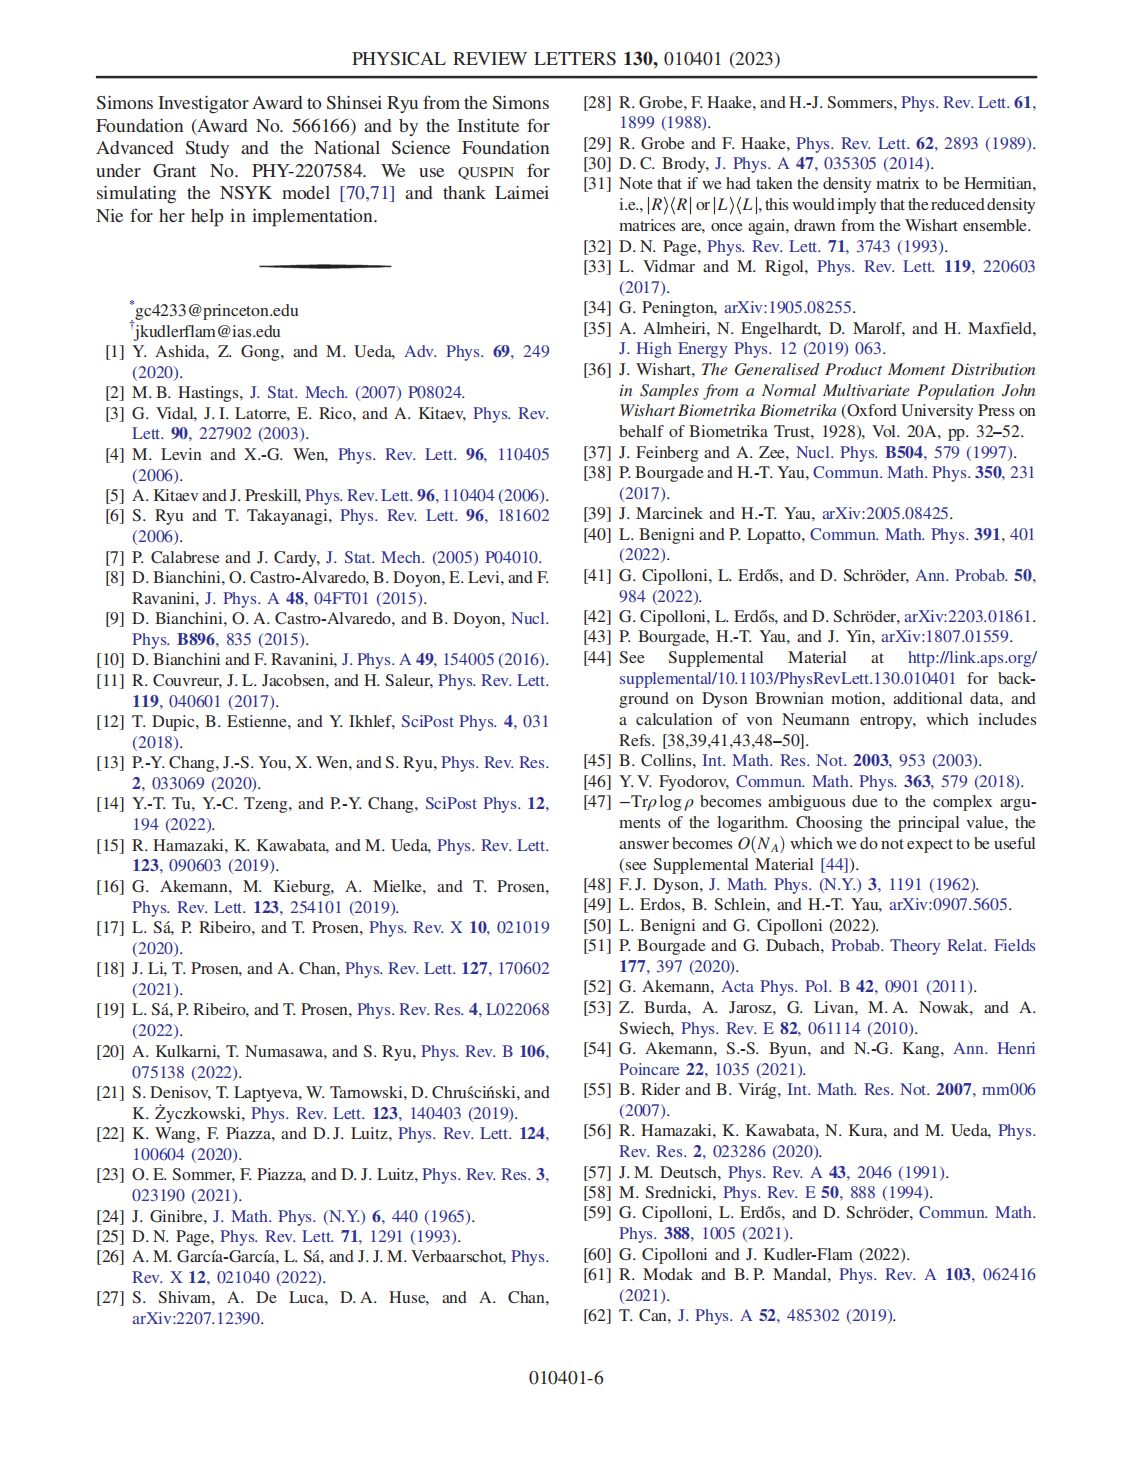 PHYSICAL REVIEW LETTERS 130, 010401 (2023)
Simons Investigator Award to Shinsei Ryu from the Simons
Foundation (Award No. 566166) and by the Institute for
Advanced Study and the National Science Foundation
under Grant No. PHY-2207584. We use QUSPIN for
simulating the NSYK model [70,71] and thank Laimei
Nie for her help in implementation.
*gc4233@princeton.edu
†jkudlerflam@ias.edu
[1] Y. Ashida, Z. Gong, and M. Ueda, Adv. Phys. 69, 249
(2020).
[2] M. B. Hastings, J. Stat. Mech. (2007) P08024.
[3] G. Vidal, J. I. Latorre, E. Rico, and A. Kitaev, Phys. Rev.
Lett. 90, 227902 (2003).
[4] M. Levin and X.-G. Wen, Phys. Rev. Lett. 96, 110405
(2006).
[5] A. Kitaev and J. Preskill, Phys. Rev. Lett. 96, 110404 (2006).
[6] S. Ryu and T. Takayanagi, Phys. Rev. Lett. 96, 181602
(2006).
[7] P. Calabrese and J. Cardy, J. Stat. Mech. (2005) P04010.
[8] D. Bianchini, O. Castro-Alvaredo, B. Doyon, E. Levi, and F.
Ravanini, J. Phys. A 48, 04FT01 (2015).
[9] D. Bianchini, O. A. Castro-Alvaredo, and B. Doyon, Nucl.
Phys. B896, 835 (2015).
[10] D. Bianchini and F. Ravanini, J. Phys. A 49, 154005 (2016).
[11] R. Couvreur, J. L. Jacobsen, and H. Saleur, Phys. Rev. Lett.
119, 040601 (2017).
[12] T. Dupic, B. Estienne, and Y. Ikhlef, SciPost Phys. 4, 031
(2018).
[13] P.-Y. Chang, J.-S. You, X. Wen, and S. Ryu, Phys. Rev. Res.
2, 033069 (2020).
[14] Y.-T. Tu, Y.-C. Tzeng, and P.-Y. Chang, SciPost Phys. 12,
194 (2022).
[15] R. Hamazaki, K. Kawabata, and M. Ueda, Phys. Rev. Lett.
123, 090603 (2019).
[16] G. Akemann, M. Kieburg, A. Mielke, and T. Prosen,
Phys. Rev. Lett. 123, 254101 (2019).
[17] L. Sá, P. Ribeiro, and T. Prosen, Phys. Rev. X 10, 021019
(2020).
[18] J. Li, T. Prosen, and A. Chan, Phys. Rev. Lett. 127, 170602
(2021).
[19] L. Sá, P. Ribeiro, and T. Prosen, Phys. Rev. Res. 4, L022068
(2022).
[20] A. Kulkarni, T. Numasawa, and S. Ryu, Phys. Rev. B 106,
075138 (2022).
[21] S. Denisov, T. Laptyeva, W. Tarnowski, D. Chruściński, and
K. Życzkowski, Phys. Rev. Lett. 123, 140403 (2019).
[22] K. Wang, F. Piazza, and D. J. Luitz, Phys. Rev. Lett. 124,
100604 (2020).
[23] O. E. Sommer, F. Piazza, and D. J. Luitz, Phys. Rev. Res. 3,
023190 (2021).
[24] J. Ginibre, J. Math. Phys. (N.Y.) 6, 440 (1965).
[25] D. N. Page, Phys. Rev. Lett. 71, 1291 (1993).
[26] A. M. García-García, L. Sá, and J. J. M. Verbaarschot, Phys.
Rev. X 12, 021040 (2022).
[27] S. Shivam, A. De Luca, D. A. Huse, and A. Chan,
arXiv:2207.12390.
[28] R. Grobe, F. Haake, and H.-J. Sommers, Phys. Rev. Lett. 61,
1899 (1988).
[29] R. Grobe and F. Haake, Phys. Rev. Lett. 62, 2893 (1989).
[30] D. C. Brody, J. Phys. A 47, 035305 (2014).
[31] Note that if we had taken the density matrix to be Hermitian,
i.e., |R⟩⟨R| or |L⟩⟨L|, this would imply that the reduced density
matrices are, once again, drawn from the Wishart ensemble.
[32] D. N. Page, Phys. Rev. Lett. 71, 3743 (1993).
[33] L. Vidmar and M. Rigol, Phys. Rev. Lett. 119, 220603
(2017).
[34] G. Penington, arXiv:1905.08255.
[35] A. Almheiri, N. Engelhardt, D. Marolf, and H. Maxfield,
J. High Energy Phys. 12 (2019) 063.
[36] J. Wishart, The Generalised Product Moment Distribution
in Samples from a Normal Multivariate Population John
Wishart Biometrika Biometrika (Oxford University Press on
behalf of Biometrika Trust, 1928), Vol. 20A, pp. 32–52.
[37] J. Feinberg and A. Zee, Nucl. Phys. B504, 579 (1997).
[38] P. Bourgade and H.-T. Yau, Commun. Math. Phys. 350, 231
(2017).
[39] J. Marcinek and H.-T. Yau, arXiv:2005.08425.
[40] L. Benigni and P. Lopatto, Commun. Math. Phys. 391, 401
(2022).
[41] G. Cipolloni, L. Erdős, and D. Schröder, Ann. Probab. 50,
984 (2022).
[42] G. Cipolloni, L. Erdős, and D. Schröder, arXiv:2203.01861.
[43] P. Bourgade, H.-T. Yau, and J. Yin, arXiv:1807.01559.
[44] See Supplemental Material at http://link.aps.org/
supplemental/10.1103/PhysRevLett.130.010401 for back-
ground on Dyson Brownian motion, additional data, and
a calculation of von Neumann entropy, which includes
Refs. [38,39,41,43,48–50].
[45] B. Collins, Int. Math. Res. Not. 2003, 953 (2003).
[46] Y. V. Fyodorov, Commun. Math. Phys. 363, 579 (2018).
[47] −Trρ log ρ becomes ambiguous due to the complex argu-
ments of the logarithm. Choosing the principal value, the
answer becomes O(N_A) which we do not expect to be useful
(see Supplemental Material [44]).
[48] F. J. Dyson, J. Math. Phys. (N.Y.) 3, 1191 (1962).
[49] L. Erdos, B. Schlein, and H.-T. Yau, arXiv:0907.5605.
[50] L. Benigni and G. Cipolloni (2022).
[51] P. Bourgade and G. Dubach, Probab. Theory Relat. Fields
177, 397 (2020).
[52] G. Akemann, Acta Phys. Pol. B 42, 0901 (2011).
[53] Z. Burda, A. Jarosz, G. Livan, M. A. Nowak, and A.
Swiech, Phys. Rev. E 82, 061114 (2010).
[54] G. Akemann, S.-S. Byun, and N.-G. Kang, Ann. Henri
Poincare 22, 1035 (2021).
[55] B. Rider and B. Virág, Int. Math. Res. Not. 2007, rnm006
(2007).
[56] R. Hamazaki, K. Kawabata, N. Kura, and M. Ueda, Phys.
Rev. Res. 2, 023286 (2020).
[57] J. M. Deutsch, Phys. Rev. A 43, 2046 (1991).
[58] M. Srednicki, Phys. Rev. E 50, 888 (1994).
[59] G. Cipolloni, L. Erdős, and D. Schröder, Commun. Math.
Phys. 388, 1005 (2021).
[60] G. Cipolloni and J. Kudler-Flam (2022).
[61] R. Modak and B. P. Mandal, Phys. Rev. A 103, 062416
(2021).
[62] T. Can, J. Phys. A 52, 485302 (2019).
010401-6